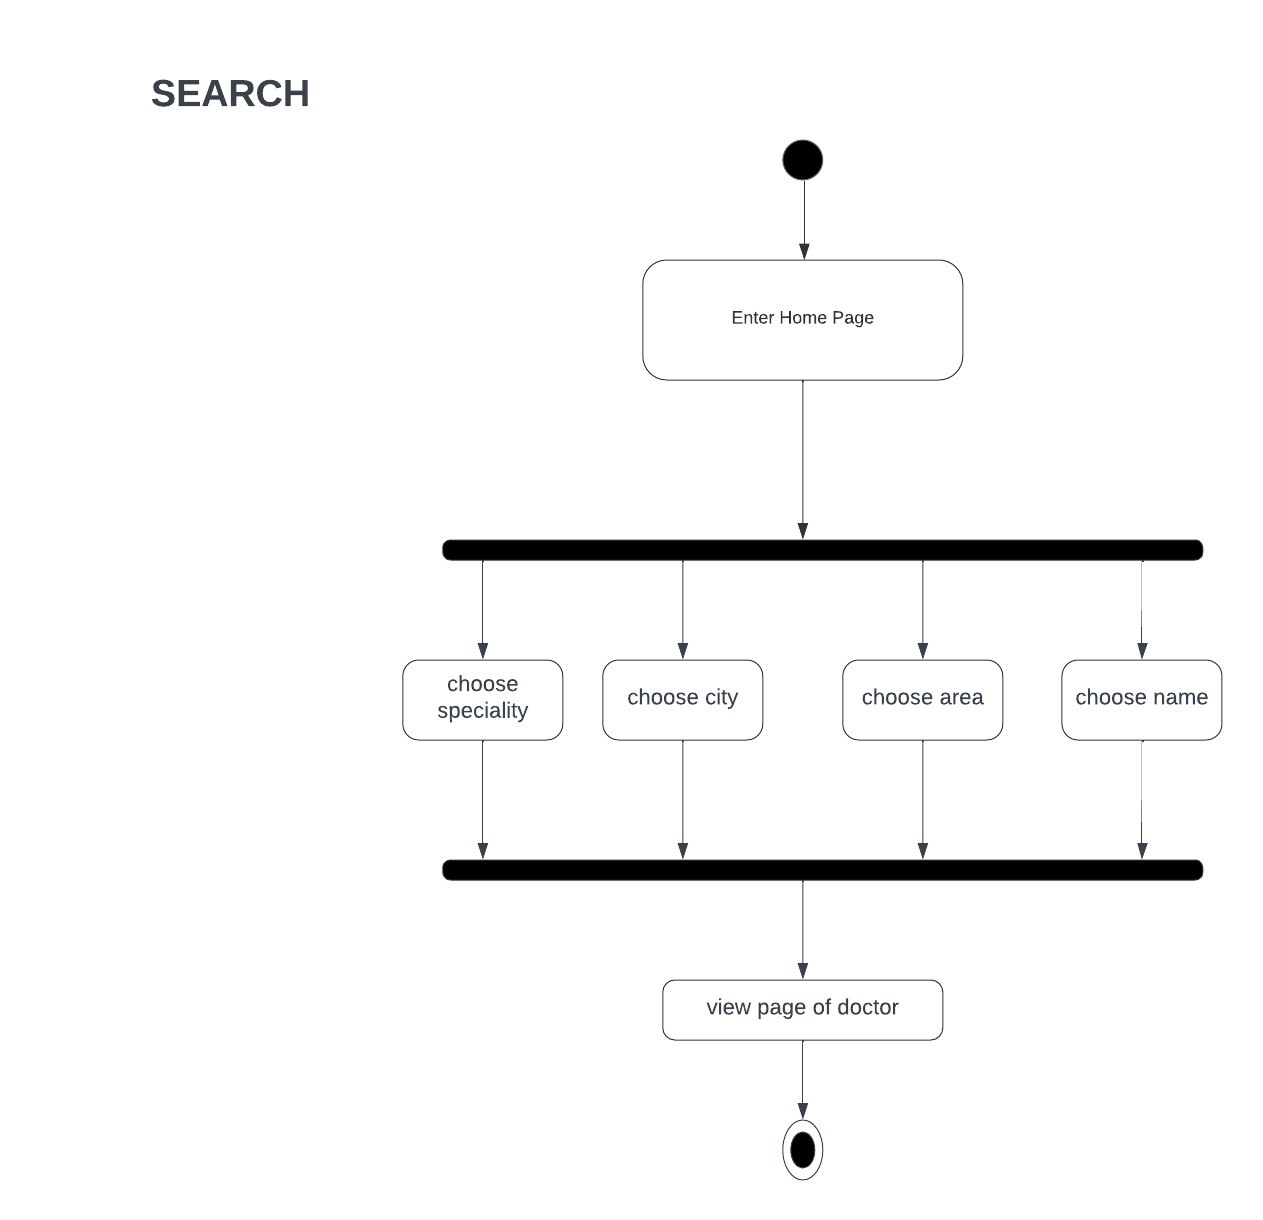 SEARCH
Enter Home Page
choose
speciality
choose city
choose area
choose name
view page of doctor